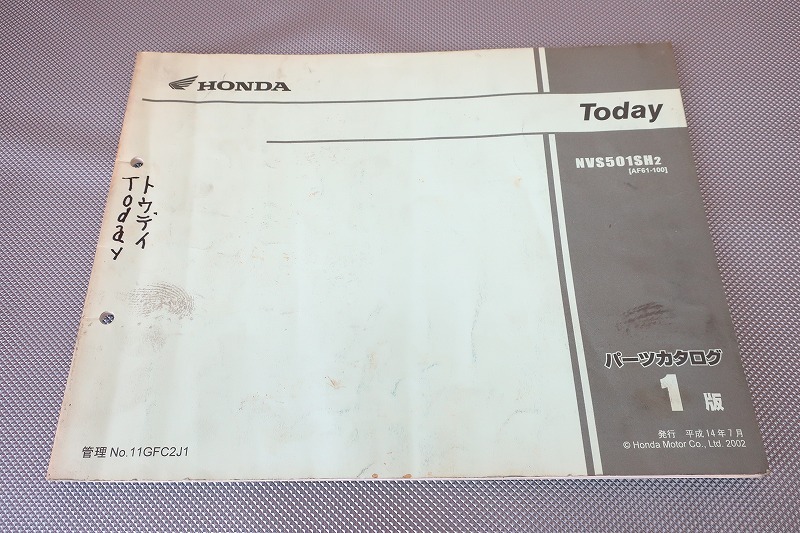 HONDA
Today
NVS501SH2
[AF61-100]
トゥデイ
Today
パーツカタログ
1版
発行 平成14年7月
© Honda Motor Co., Ltd. 2002
管理 No.11GFC2J1